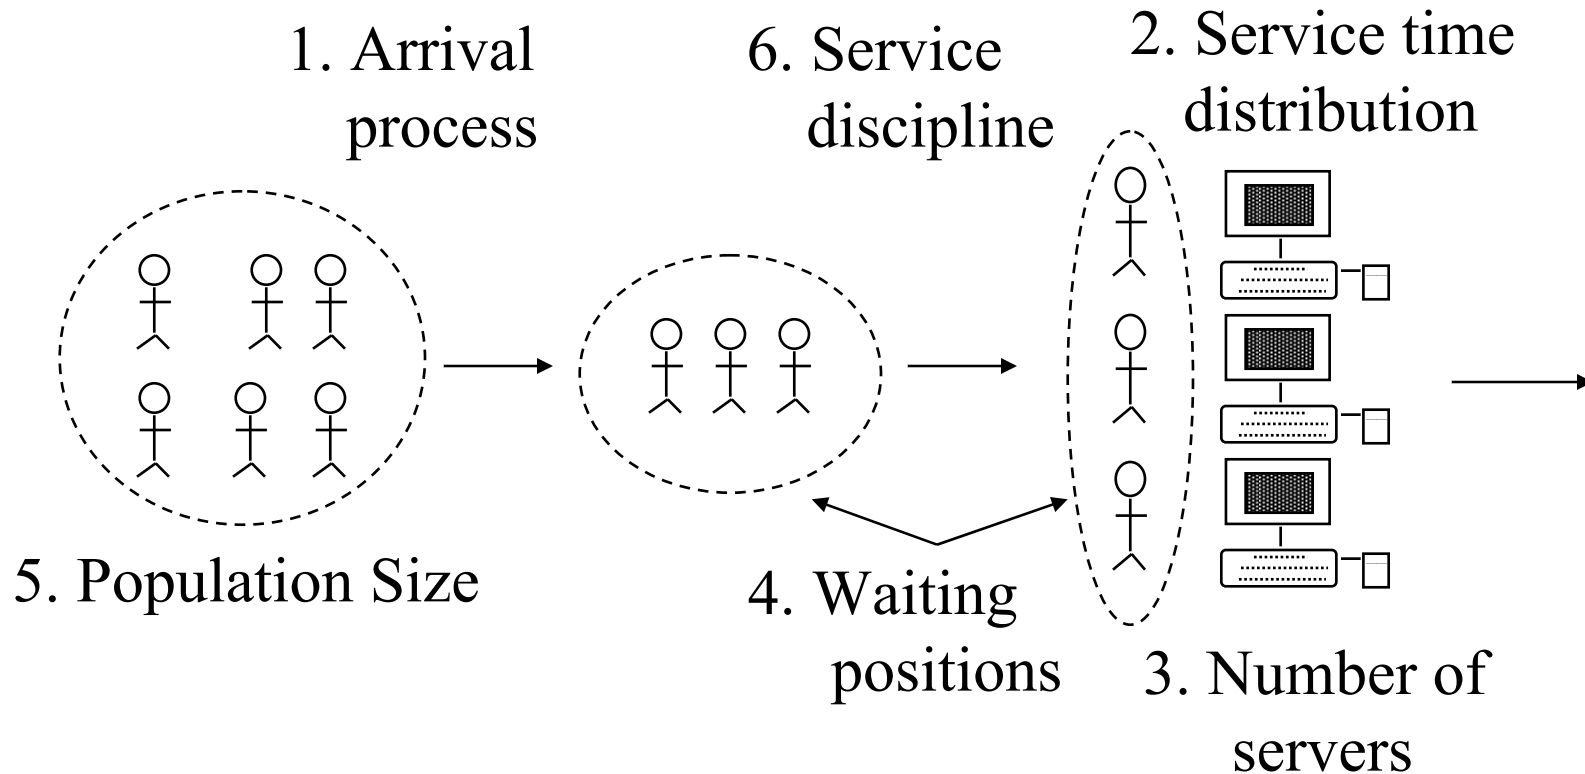 1. Arrival
process
6. Service
discipline
2. Service time
distribution
5. Population Size
4. Waiting
positions
3. Number of
servers